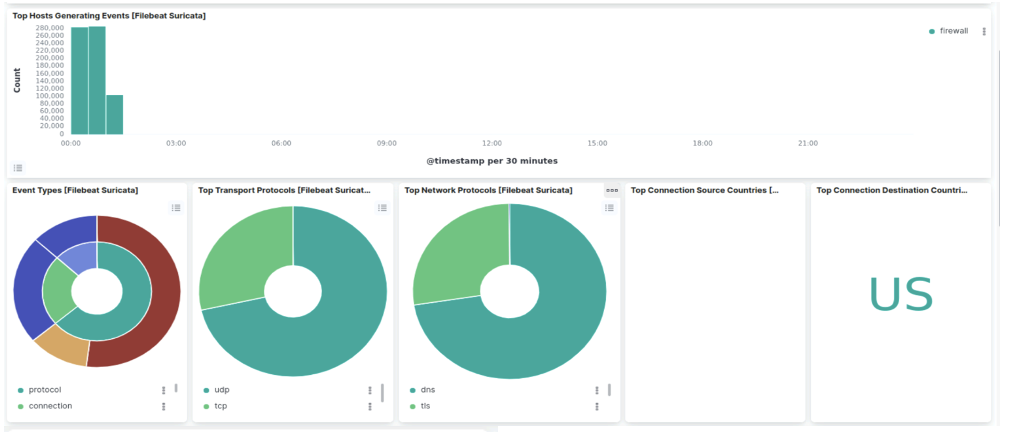 Top Hosts Generating Events [Filebeat Suricata]
280,000
260,000
240,000
220,000
200,000
180,000
160,000
140,000
120,000
100,000
80,000
60,000
40,000
20,000
0
Count
00:00 03:00 06:00 09:00 12:00 15:00 18:00 21:00
@timestamp per 30 minutes
firewall
Event Types [Filebeat Suricata]
protocol
connection
Top Transport Protocols [Filebeat Suricat...
udp
tcp
Top Network Protocols [Filebeat Suricata]
dns
tls
Top Connection Source Countries [...
Top Connection Destination Countri...
US